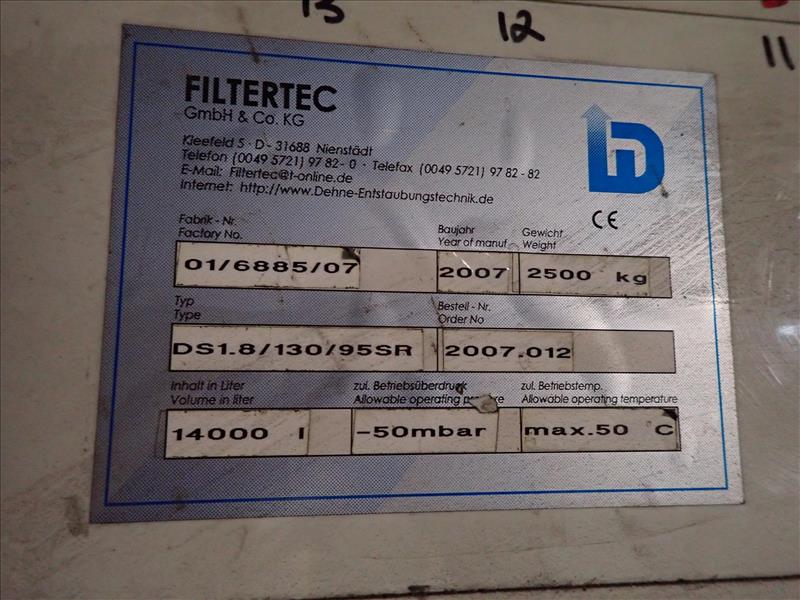 13
12
11
FILTERTEC
GmbH & Co. KG
Kleefeld 5 · D - 31688 Nienstädt
Telefon (0049 5721) 97 82 - 0 · Telefax (0049 5721) 97 82 - 82
E-Mail: Filtertec@t-online.de
Internet: http://www.Dehne-Entstaubungstechnik.de
CE
Fabrik - Nr. Baujahr Gewicht
Factory No. Year of manuf Weight
01/6885/07 2007 2500 kg
Typ Bestell - Nr.
Type Order No
DS1.8/130/95SR 2007.012
Inhalt in Liter zul. Betriebsüberdruck zul. Betriebstemp.
Volume in liter Allowable operating Allowable operating temperature
14000 l -50mbar max.50 C